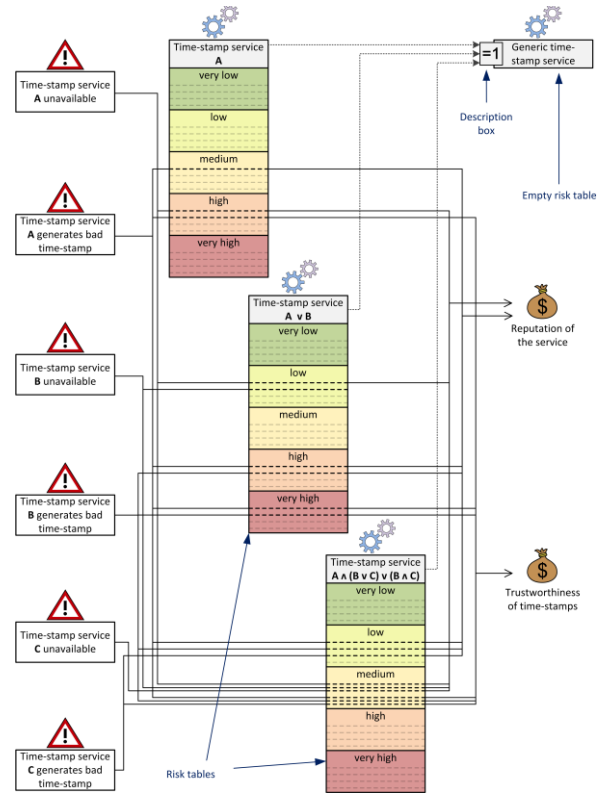 Time-stamp service
A unavailable
Time-stamp service
A generates bad
time-stamp
Time-stamp service
B unavailable
Time-stamp service
B generates bad
time-stamp
Time-stamp service
C unavailable
Time-stamp service
C generates bad
time-stamp
Time-stamp service
A
very low
low
medium
high
very high
Time-stamp service
A v B
very low
low
medium
high
very high
Time-stamp service
A ∧ (B v C) v (B ∧ C)
very low
low
medium
high
very high
=1
Generic time-
stamp service
Description
box
Empty risk table
$
Reputation of
the service
$
Trustworthiness
of time-stamps
Risk tables